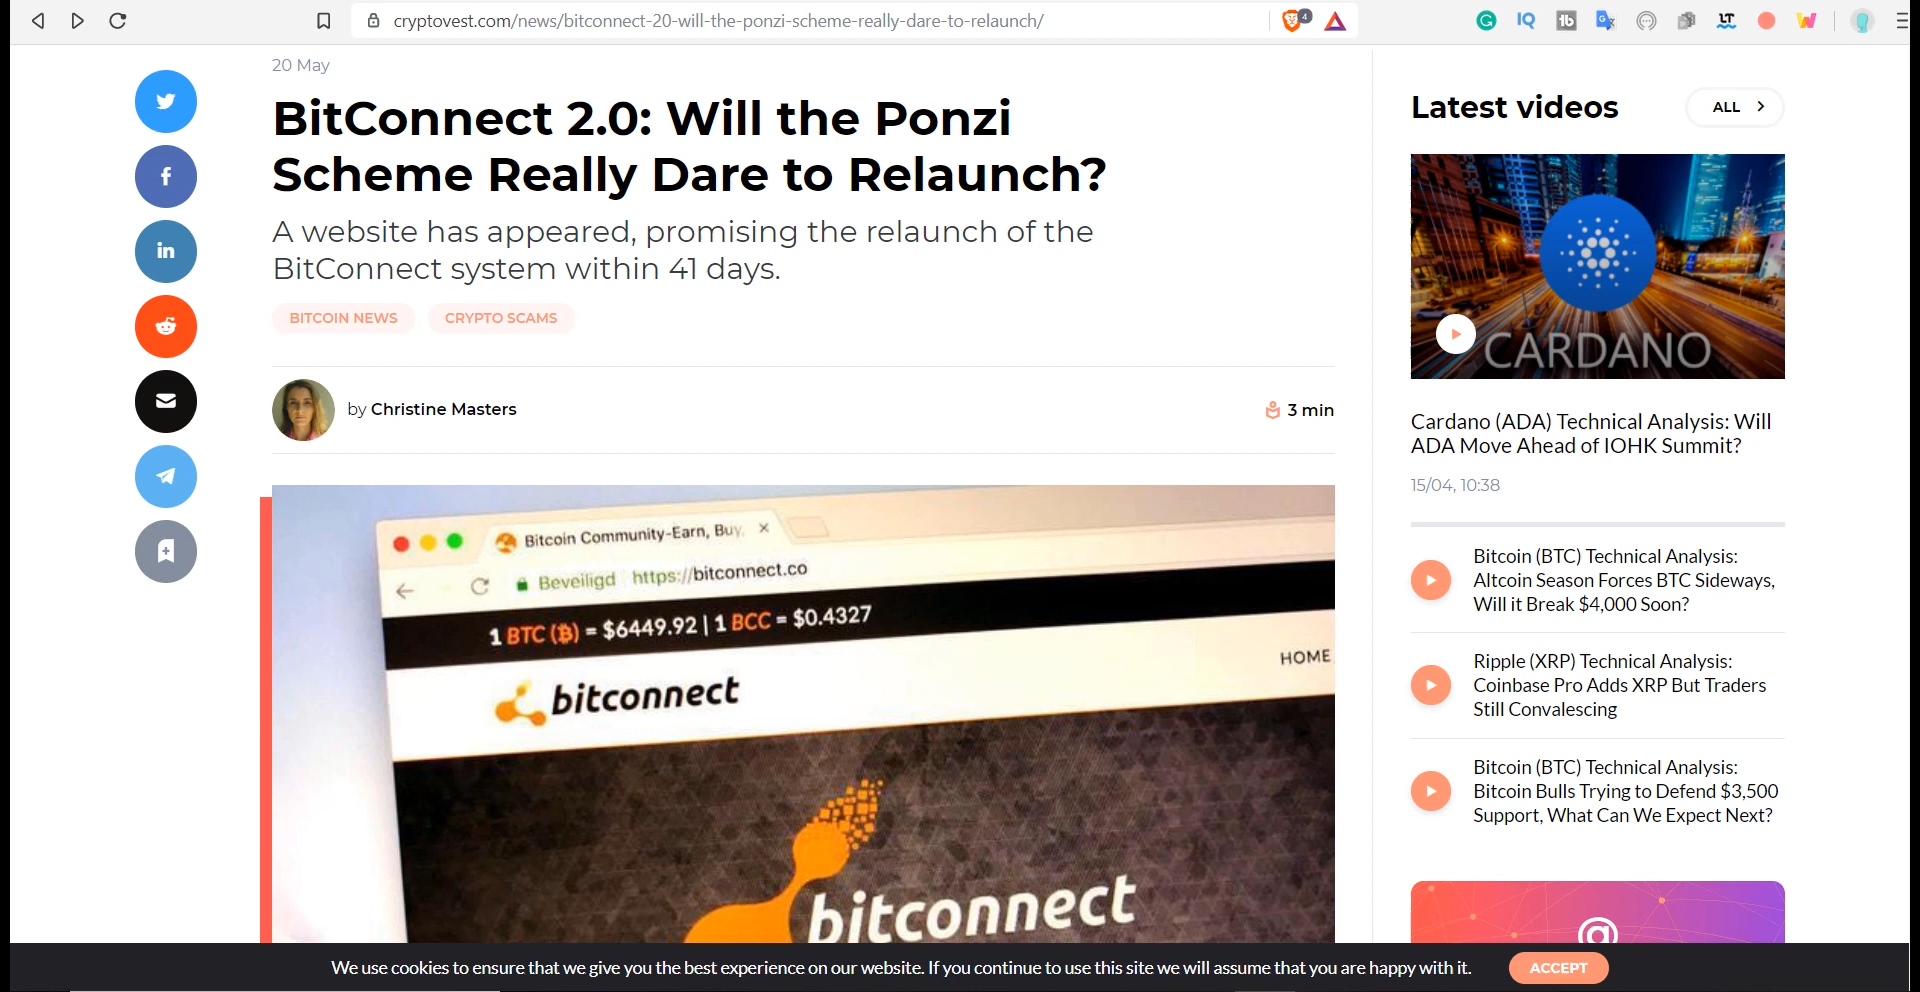 cryptovest.com/news/bitconnect-20-will-the-ponzi-scheme-really-dare-to-relaunch/
4
20 May
BitConnect 2.0: Will the Ponzi
Scheme Really Dare to Relaunch?
A website has appeared, promising the relaunch of the
BitConnect system within 41 days.
BITCOIN NEWS
CRYPTO SCAMS
by Christine Masters
3 min
Bitcoin Community-Earn, Buy,
Beveiligd https://bitconnect.co
1 BTC (₿) = $6449.92 | 1 BCC = $0.4327
bitconnect
HOME
bitconnect
Latest videos
ALL
CARDANO
Cardano (ADA) Technical Analysis: Will
ADA Move Ahead of IOHK Summit?
15/04, 10:38
Bitcoin (BTC) Technical Analysis:
Altcoin Season Forces BTC Sideways,
Will it Break $4,000 Soon?
Ripple (XRP) Technical Analysis:
Coinbase Pro Adds XRP But Traders
Still Convalescing
Bitcoin (BTC) Technical Analysis:
Bitcoin Bulls Trying to Defend $3,500
Support, What Can We Expect Next?
We use cookies to ensure that we give you the best experience on our website. If you continue to use this site we will assume that you are happy with it.
ACCEPT